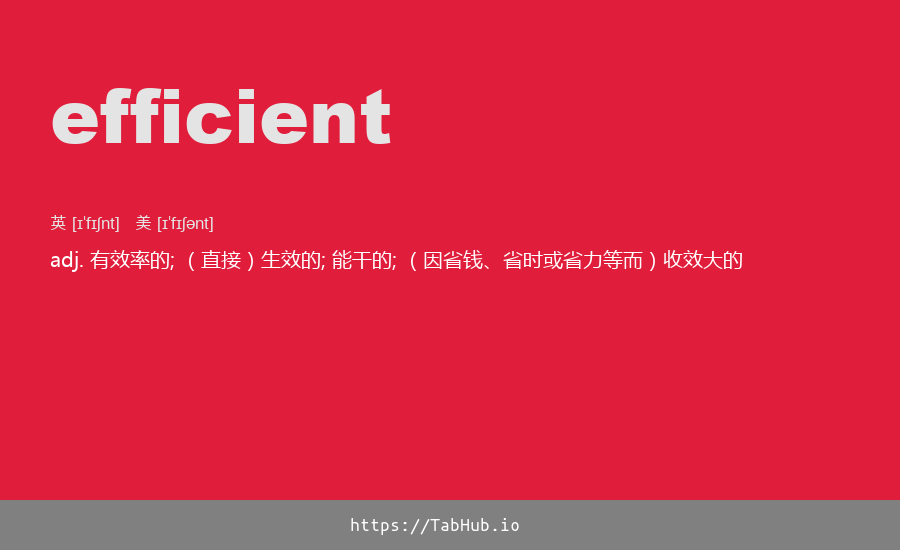 efficient
英 [ɪˈfɪʃnt] 美 [ɪˈfɪʃənt]
adj. 有效率的; （直接）生效的; 能干的; （因省钱、省时或省力等而）收效大的
https://TabHub.io